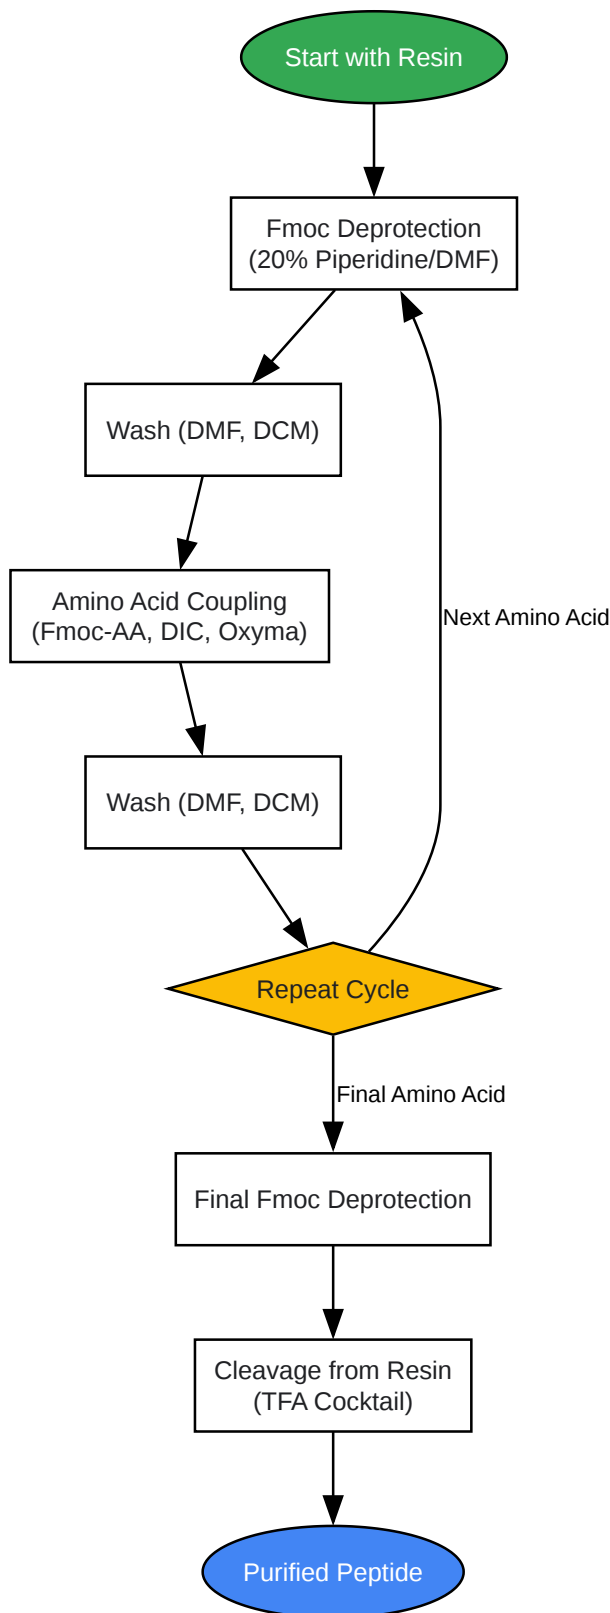 Start with Resin
Fmoc Deprotection
(20% Piperidine/DMF)
Wash (DMF, DCM)
Amino Acid Coupling
(Fmoc-AA, DIC, Oxyma)
Next Amino Acid
Wash (DMF, DCM)
Repeat Cycle
Final Amino Acid
Final Fmoc Deprotection
Cleavage from Resin
(TFA Cocktail)
Purified Peptide